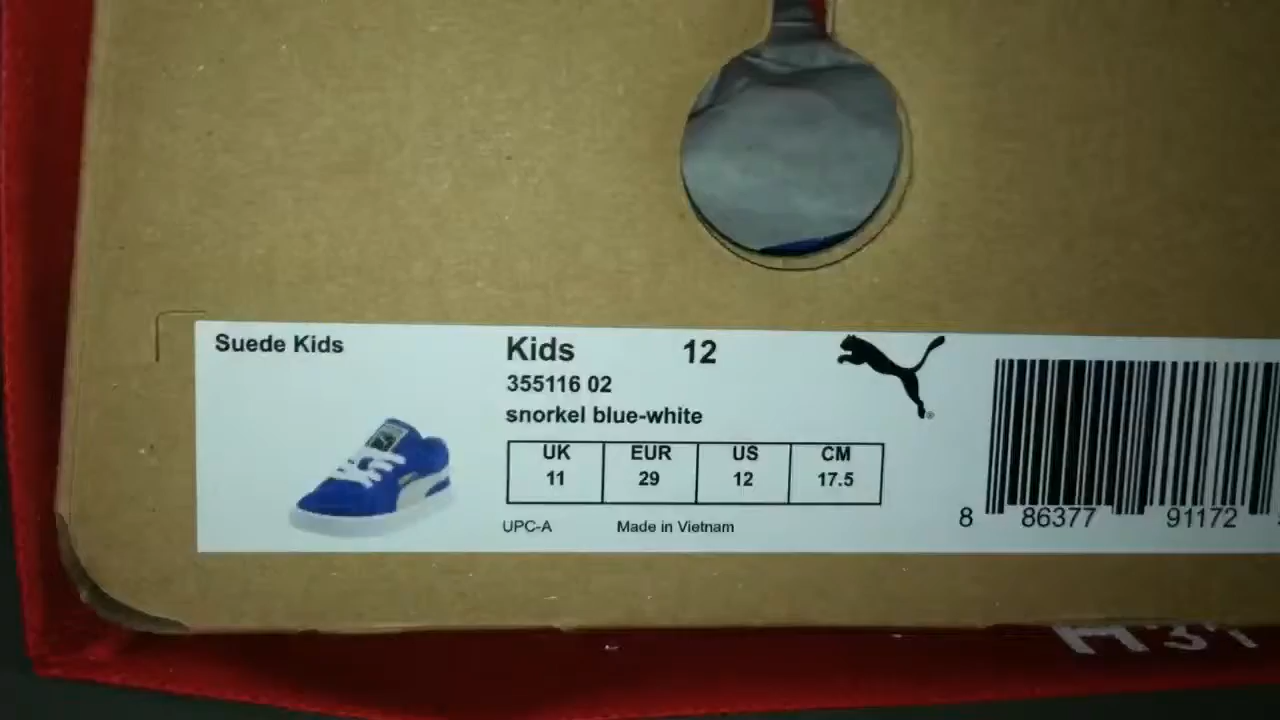 Suede Kids
Kids 12
355116 02
snorkel blue-white
UK EUR US CM
11 29 12 17.5
UPC-A Made in Vietnam
8 86377 91172